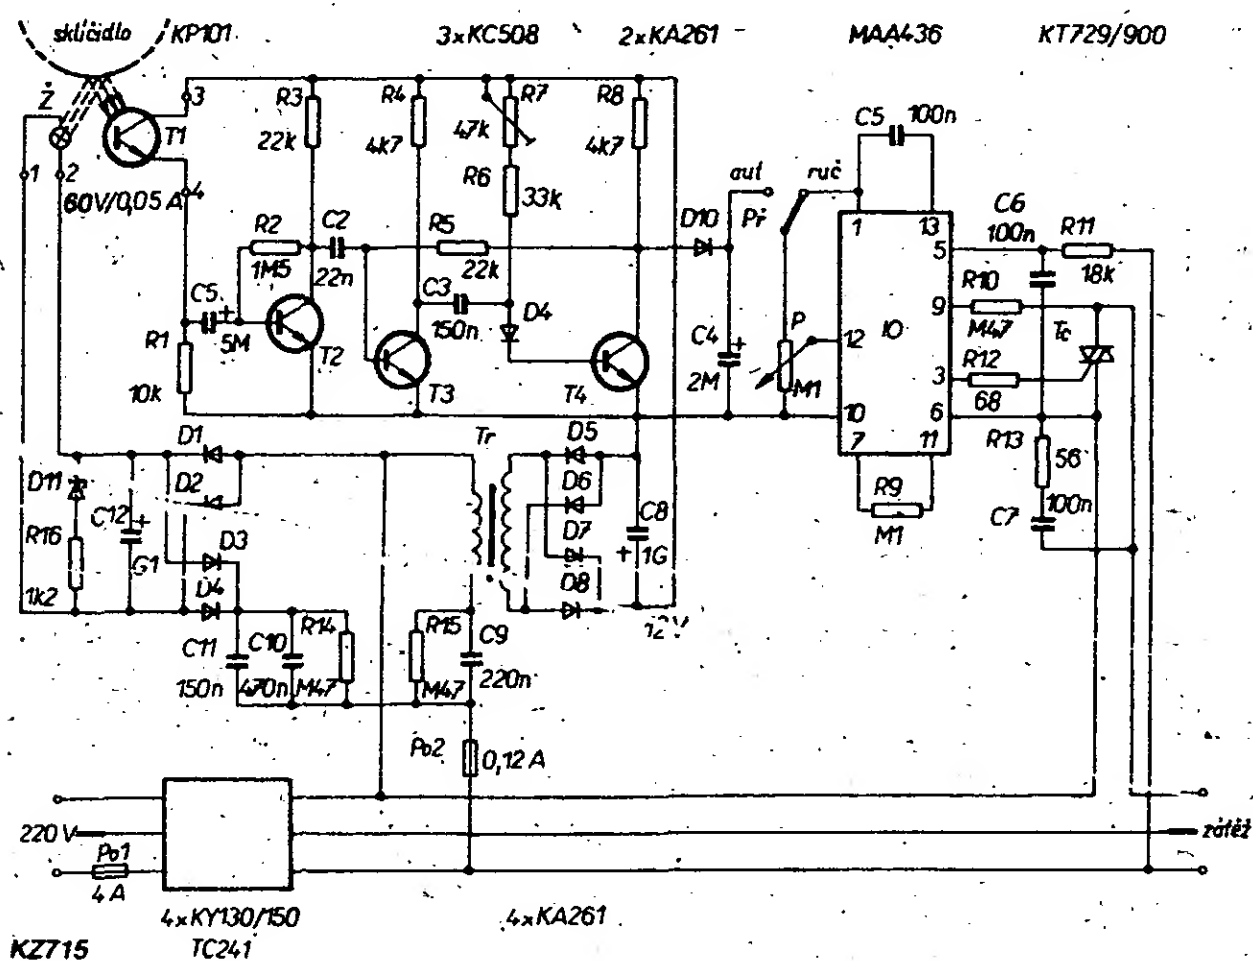 sklíčidlo
KP101
3xKC508
2xKA261
MAA436
KT729/900
Ž
3
T1
R3
22k
R4
4k7
R7
47k
R8
4k7
C5
100n
1
2
60V/0,05A
4
R6
33k
aut
ruč
Př
1
13
C6
100n
R11
18k
R2
1M5
C2
22n
R5
22k
D10
5
C5
+
5M
C3
150n
D4
R10
M47
9
Tc
R1
10k
T2
T3
T4
C4
+
2M
P
M1
12
IO
3
R12
68
10
6
7
11
R13
56
D1
Tr
D5
D11
D2
D6
R9
M1
C7
100n
C12
+
G1
R16
1k2
D3
D7
C8
+
1G
D4
D8
12V
C11
150n
C10
470n
R14
M47
R15
M47
C9
220n
Po2
0,12A
220V
Po1
4A
zátěž
4xKY130/150
4xKA261
KZ715
TC241